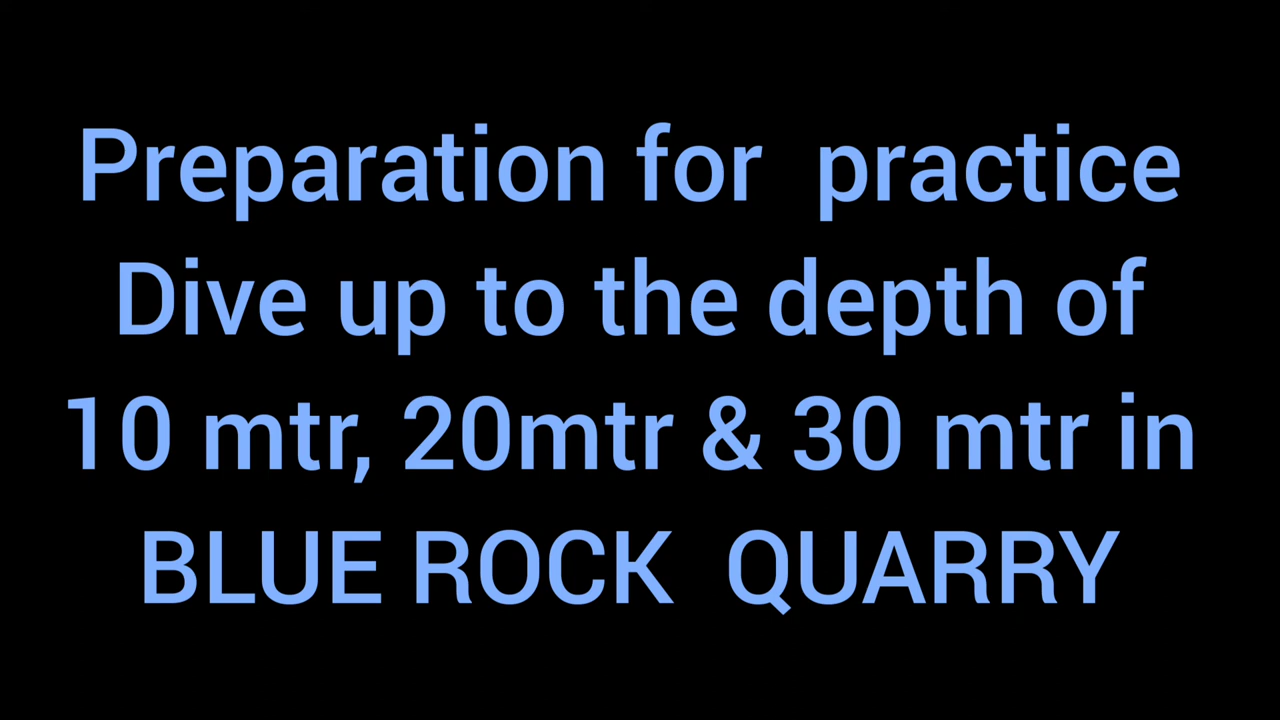 Preparation for practice
Dive up to the depth of
10 mtr, 20mtr & 30 mtr in
BLUE ROCK QUARRY